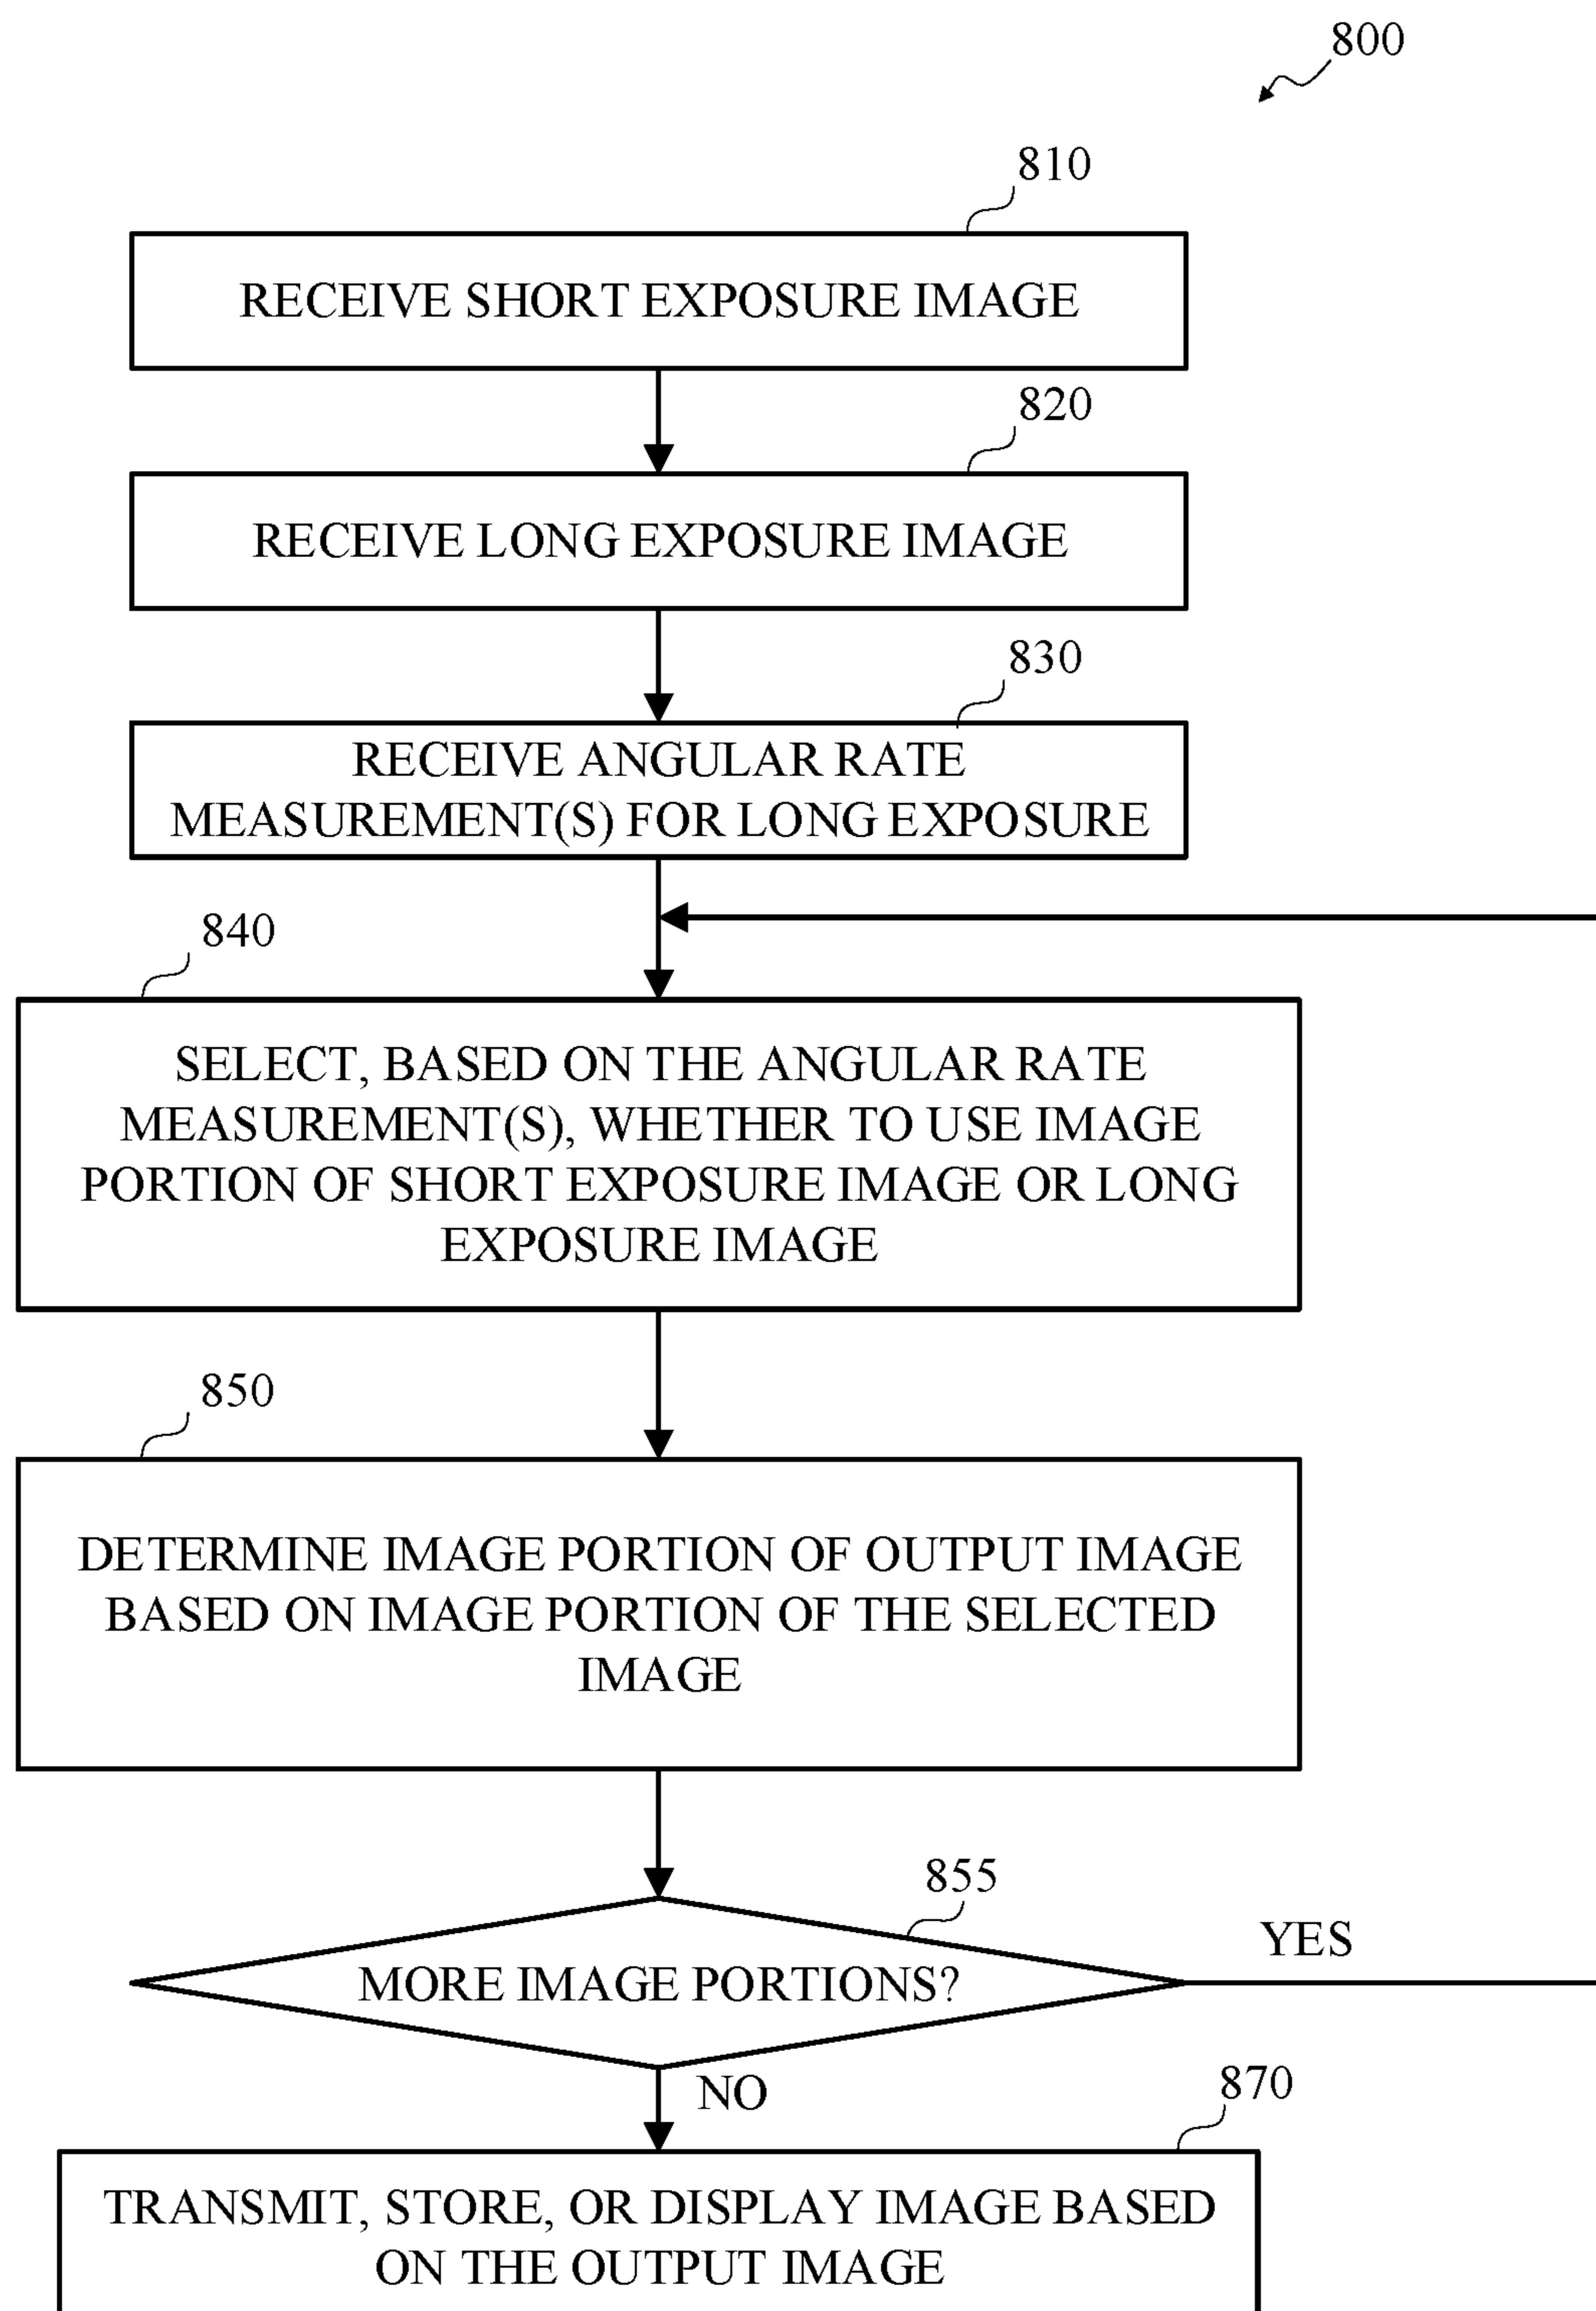 800
810
RECEIVE SHORT EXPOSURE IMAGE
820
RECEIVE LONG EXPOSURE IMAGE
830
RECEIVE ANGULAR RATE
MEASUREMENT(S) FOR LONG EXPOSURE
840
SELECT, BASED ON THE ANGULAR RATE
MEASUREMENT(S), WHETHER TO USE IMAGE
PORTION OF SHORT EXPOSURE IMAGE OR LONG
EXPOSURE IMAGE
850
DETERMINE IMAGE PORTION OF OUTPUT IMAGE
BASED ON IMAGE PORTION OF THE SELECTED
IMAGE
855
YES
MORE IMAGE PORTIONS?
NO
870
TRANSMIT, STORE, OR DISPLAY IMAGE BASED
ON THE OUTPUT IMAGE